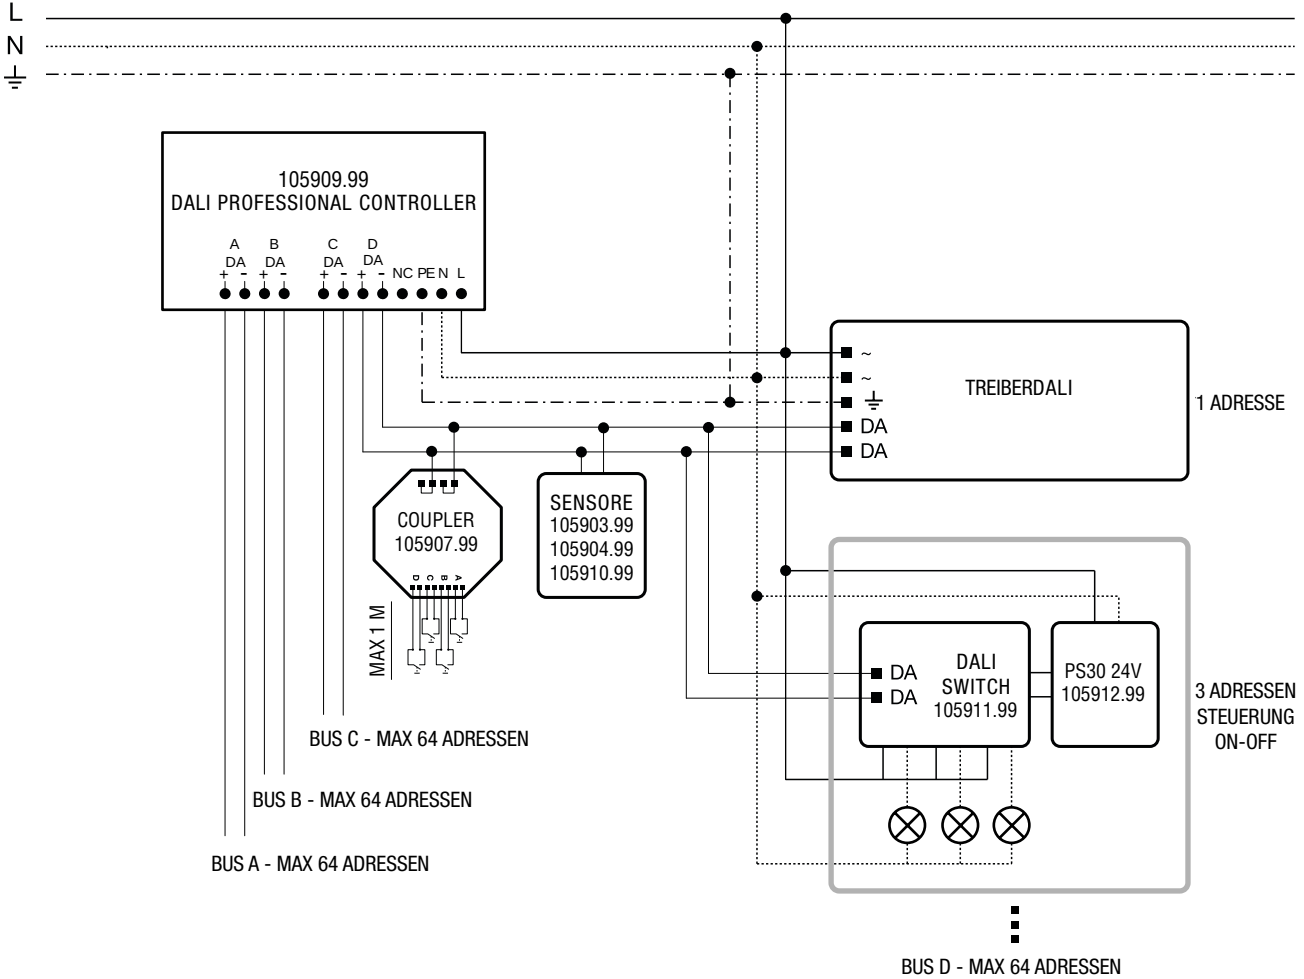 L
N
105909.99
DALI PROFESSIONAL CONTROLLER
A B C D
DA DA DA DA
+ - + - + - + - NC PE N L
~
~
TREIBERDALI
1 ADRESSE
DA
DA
COUPLER
105907.99
D C B A
MAX 1 M
SENSORE
105903.99
105904.99
105910.99
DA
DA
DALI
SWITCH
105911.99
PS30 24V
105912.99
3 ADRESSEN
STEUERUNG
ON-OFF
BUS C - MAX 64 ADRESSEN
BUS B - MAX 64 ADRESSEN
BUS A - MAX 64 ADRESSEN
BUS D - MAX 64 ADRESSEN